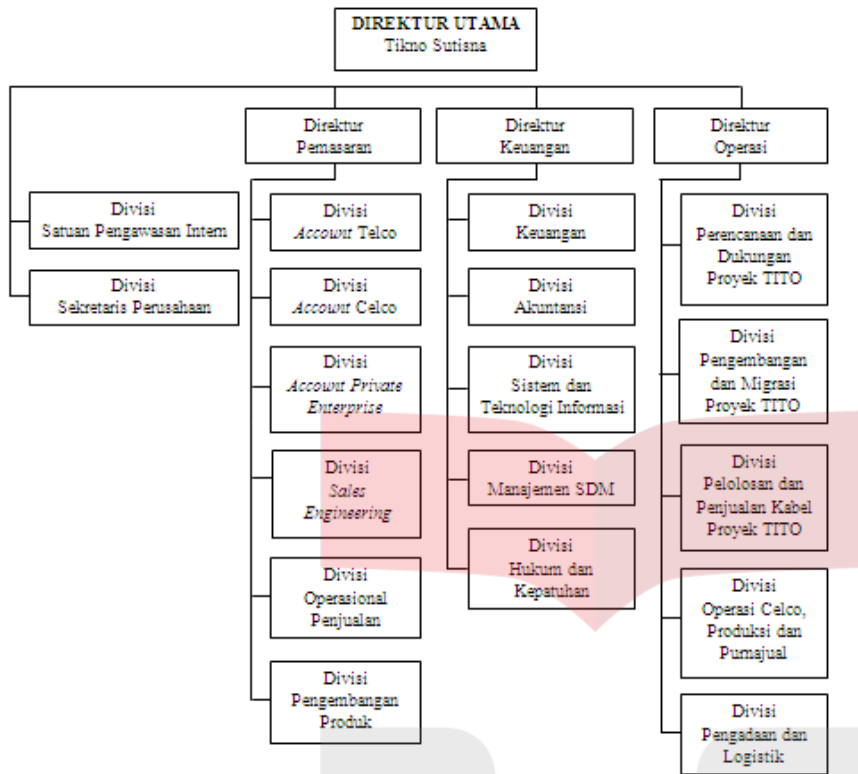 DIREKTUR UTAMA
Tikno Sutisna
Direktur
Pemasaran
Direktur
Keuangan
Direktur
Operasi
Divisi
Satuan Pengawasan Intern
Divisi
Sekretaris Perusahaan
Divisi
Account Telco
Divisi
Account Celco
Divisi
Account Private
Enterprise
Divisi
Sales
Engineering
Divisi
Operasional
Penjualan
Divisi
Pengembangan
Produk
Divisi
Keuangan
Divisi
Akuntansi
Divisi
Sistem dan
Teknologi Informasi
Divisi
Manajemen SDM
Divisi
Hukum dan
Kepatuhan
Divisi
Perencanaan dan
Dukungan
Proyek TITO
Divisi
Pengembangan
dan Migrasi
Proyek TITO
Divisi
Pelolosan dan
Penjualan Kabel
Proyek TITO
Divisi
Operasi Celco,
Produksi dan
Purnajual
Divisi
Pengadaan dan
Logistik